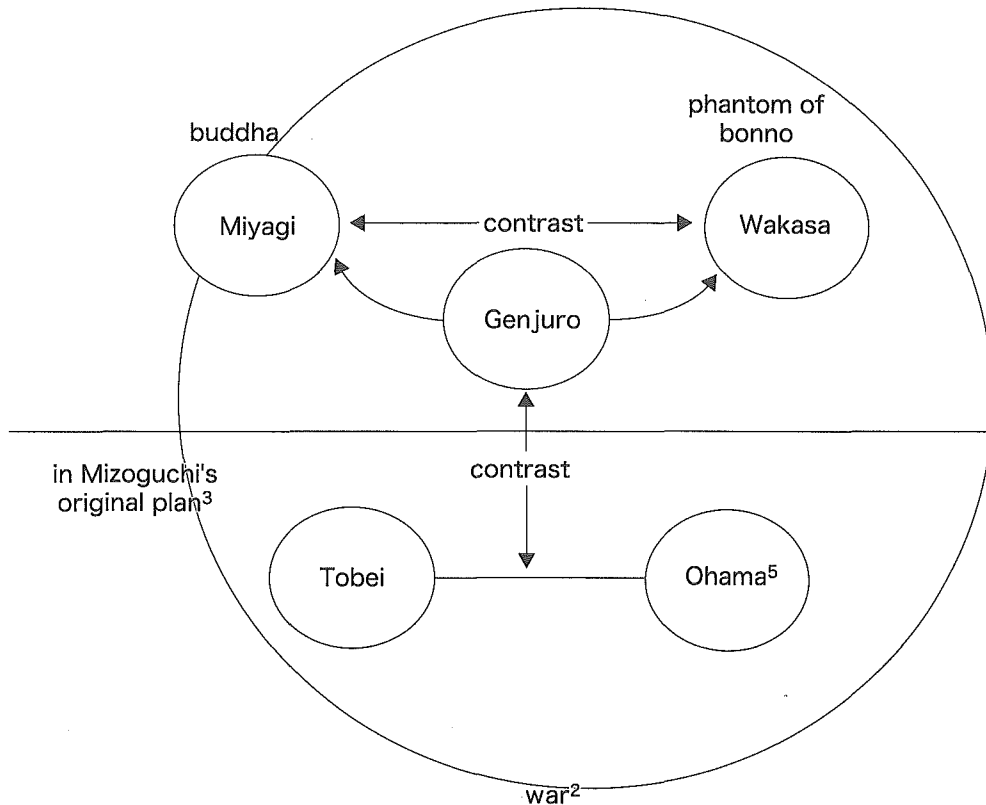 phantom of
bonno
buddha
Miyagi
contrast
Wakasa
Genjuro
in Mizoguchi's
original plan³
contrast
Tobei
Ohama⁵
war²